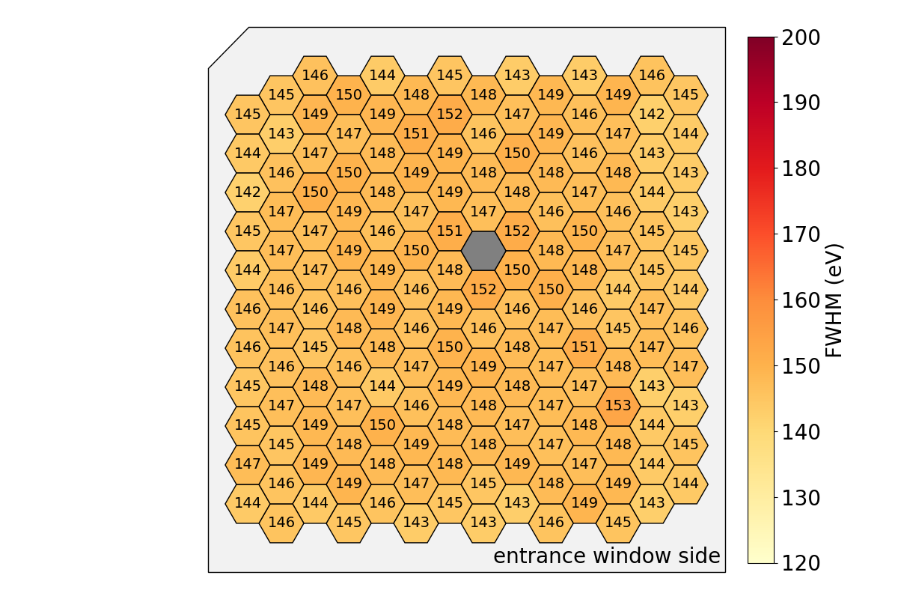 146 144 145 143 143 146
145 150 148 148 149 149 145
145 149 149 152 147 146 142
143 147 151 146 149 147 144
144 147 148 149 150 146 143
146 150 149 148 148 148 143
142 150 148 149 148 147 144
147 149 147 147 146 146 143
145 147 146 151 152 150 145
147 149 150 148 147 145
144 147 149 148 150 148 145
146 146 146 152 150 144 144
146 146 149 149 146 146 147
147 148 146 146 147 145 146
146 145 148 150 148 151 147
146 146 147 149 147 148 147
145 148 144 149 148 147 143
147 147 146 148 147 153 143
145 149 150 148 147 148 144
145 148 149 148 147 148 145
147 149 148 148 149 147 144
146 149 147 145 148 149 144
144 144 146 145 143 149 143
146 145 143 143 146 145
entrance window side
200
190
180
170
160
150
140
130
120
FWHM (eV)